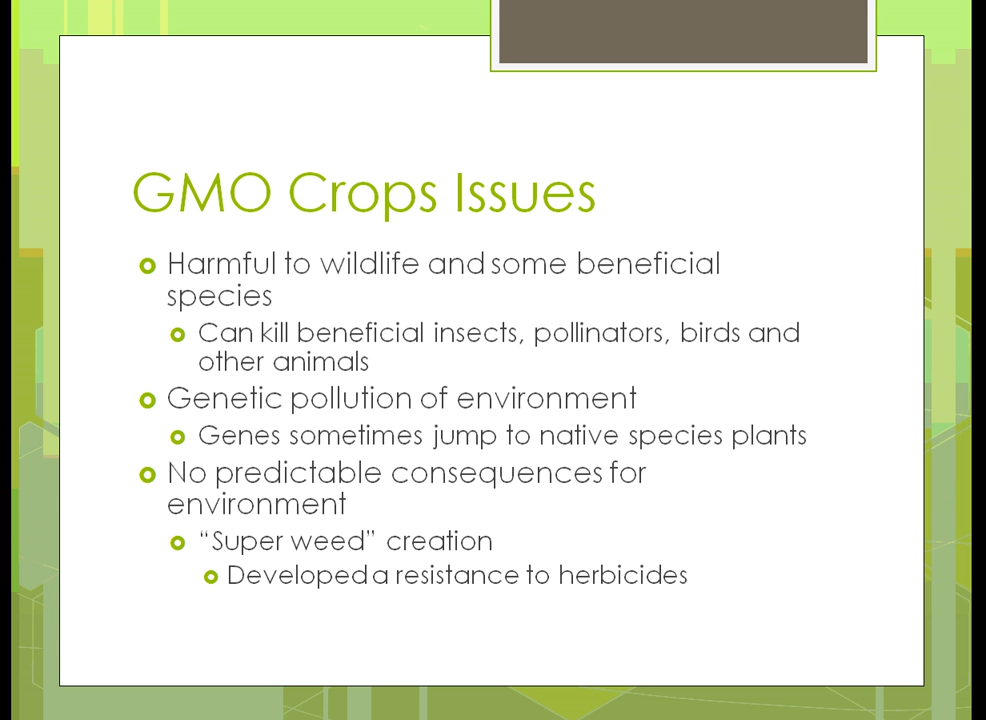 GMO Crops Issues
Harmful to wildlife and some beneficial
species
Can kill beneficial insects, pollinators, birds and
other animals
Genetic pollution of environment
Genes sometimes jump to native species plants
No predictable consequences for
environment
“Super weed” creation
Developed a resistance to herbicides